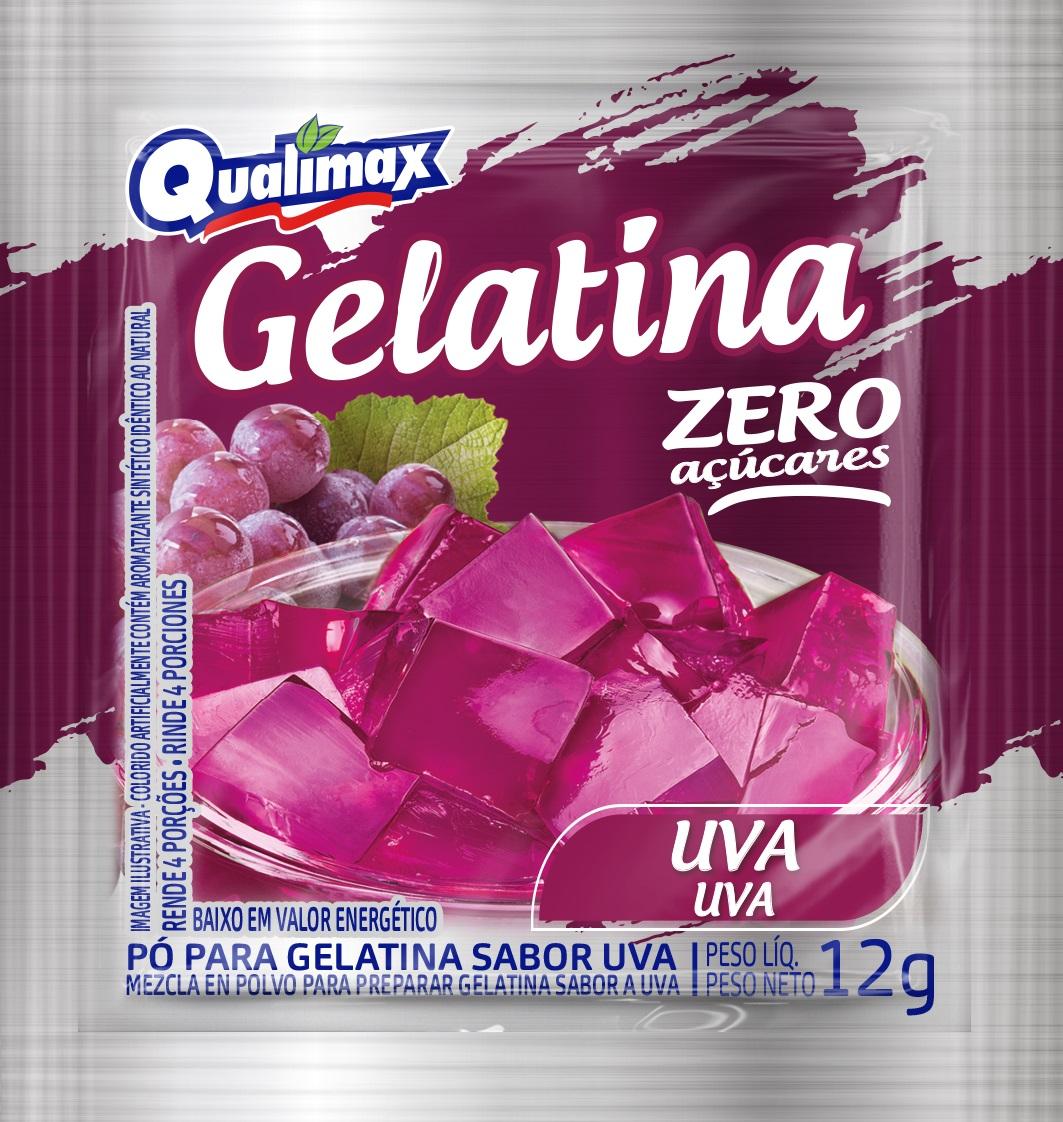 Qualimax
Gelatina
ZERO
açúcares
IMAGEM ILUSTRATIVA - COLORIDO ARTIFICIALMENTE CONTÉM AROMATIZANTE SINTÉTICO IDÊNTICO AO NATURAL
RENDE 4 PORÇÕES • RINDE 4 PORCIONES
UVA
UVA
BAIXO EM VALOR ENERGÉTICO
PÓ PARA GELATINA SABOR UVA
MEZCLA EN POLVO PARA PREPARAR GELATINA SABOR A UVA
PESO LÍQ.
PESO NETO
12g